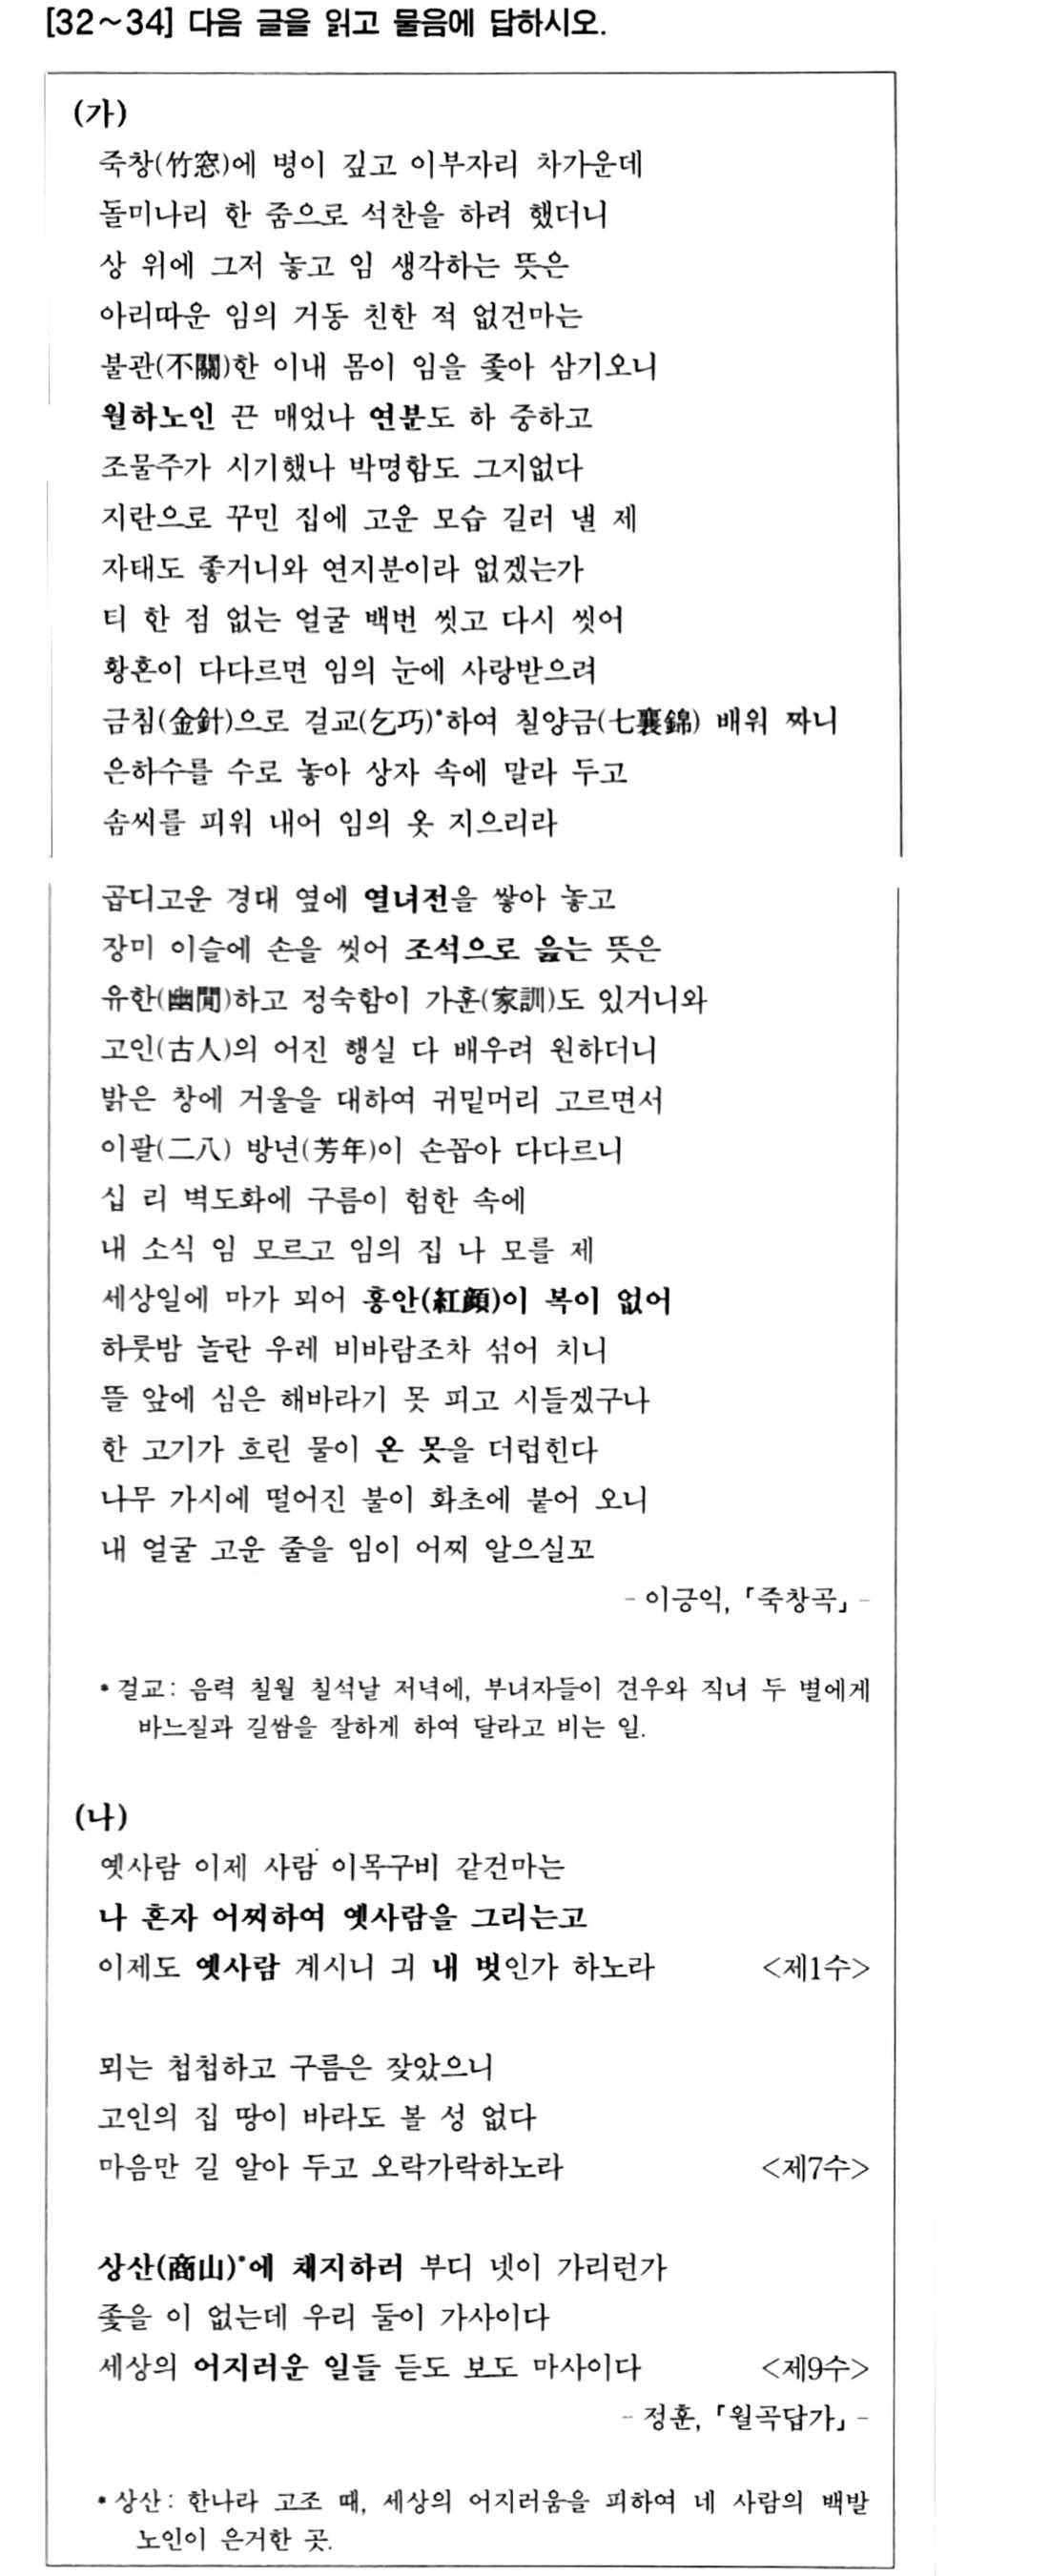 [32~34] 다음 글을 읽고 물음에 답하시오.
(가)
죽창(竹窓)에 병이 깊고 이부자리 차가운데
돌미나리 한 줌으로 석찬을 하려 했더니
상 위에 그저 놓고 임 생각하는 뜻은
아리따운 임의 거동 친한 적 없건마는
불관(不關)한 이내 몸이 임을 좇아 삼기오니
월하노인 끈 매었나 연분도 하 중하고
조물주가 시기했나 박명함도 그지없다
지란으로 꾸민 집에 고운 모습 길러 낼 제
자태도 좋거니와 연지분이라 없겠는가
티 한 점 없는 얼굴 백번 씻고 다시 씻어
황혼이 다다르면 임의 눈에 사랑받으려
금침(金針)으로 걸교(乞巧)*하여 칠양금(七襄錦) 배워 짜니
은하수를 수로 놓아 상자 속에 말라 두고
솜씨를 피워 내어 임의 옷 지으리라
곱디고운 경대 옆에 열녀전을 쌓아 놓고
장미 이슬에 손을 씻어 조석으로 읊는 뜻은
유한(幽閒)하고 정숙함이 가훈(家訓)도 있거니와
고인(古人)의 어진 행실 다 배우려 원하더니
밝은 창에 거울을 대하여 귀밑머리 고르면서
이팔(二八) 방년(芳年)이 손꼽아 다다르니
십 리 벽도화에 구름이 험한 속에
내 소식 임 모르고 임의 집 나 모를 제
세상일에 마가 꾀어 홍안(紅顔)이 복이 없어
하룻밤 놀란 우레 비바람조차 섞어 치니
뜰 앞에 심은 해바라기 못 피고 시들겠구나
한 고기가 흐린 물이 온 못을 더럽힌다
나무 가시에 떨어진 불이 화초에 붙어 오니
내 얼굴 고운 줄을 임이 어찌 알으실꼬
- 이긍익, 「죽창곡」 -
* 걸교: 음력 칠월 칠석날 저녁에, 부녀자들이 견우와 직녀 두 별에게
바느질과 길쌈을 잘하게 하여 달라고 비는 일.
(나)
옛사람 이제 사람 이목구비 같건마는
나 혼자 어찌하여 옛사람을 그리는고
이제도 옛사람 계시니 긔 내 벗인가 하노라 <제1수>
뫼는 첩첩하고 구름은 잦았으니
고인의 집 땅이 바라도 볼 성 없다
마음만 길 알아 두고 오락가락하노라 <제7수>
상산(商山)*에 채지하러 부디 넷이 가리런가
좇을 이 없는데 우리 둘이 가사이다
세상의 어지러운 일들 듣도 보도 마사이다 <제9수>
- 정훈, 「월곡답가」 -
* 상산: 한나라 고조 때, 세상의 어지러움을 피하여 네 사람의 백발
노인이 은거한 곳.